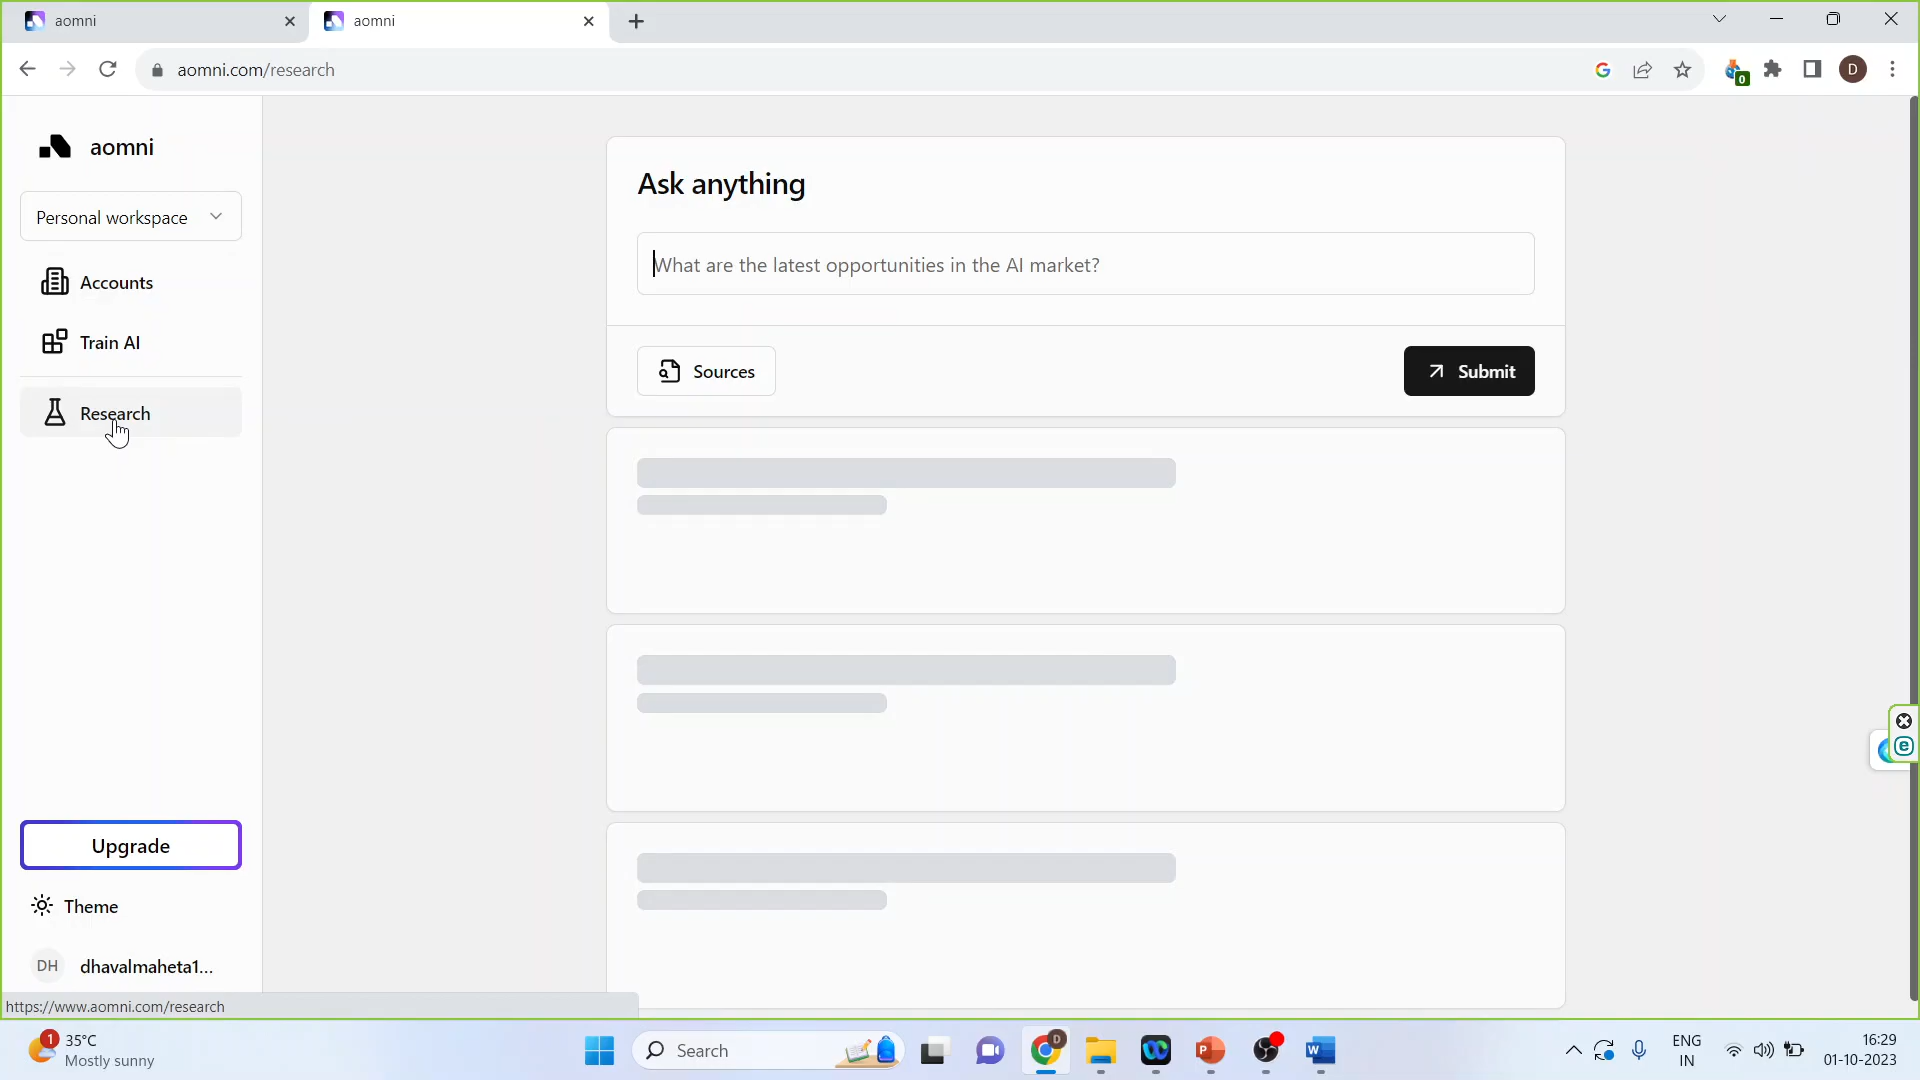 aomni
aomni
aomni.com/research
0
D
aomni
Personal workspace
Accounts
Train AI
Research
Ask anything
What are the latest opportunities in the AI market?
Sources
Submit
Upgrade
Theme
DH
dhavalmaheta1...
https://www.aomni.com/research
1
35°C
Mostly sunny
Search
D
P
W
ENG
IN
16:29
01-10-2023